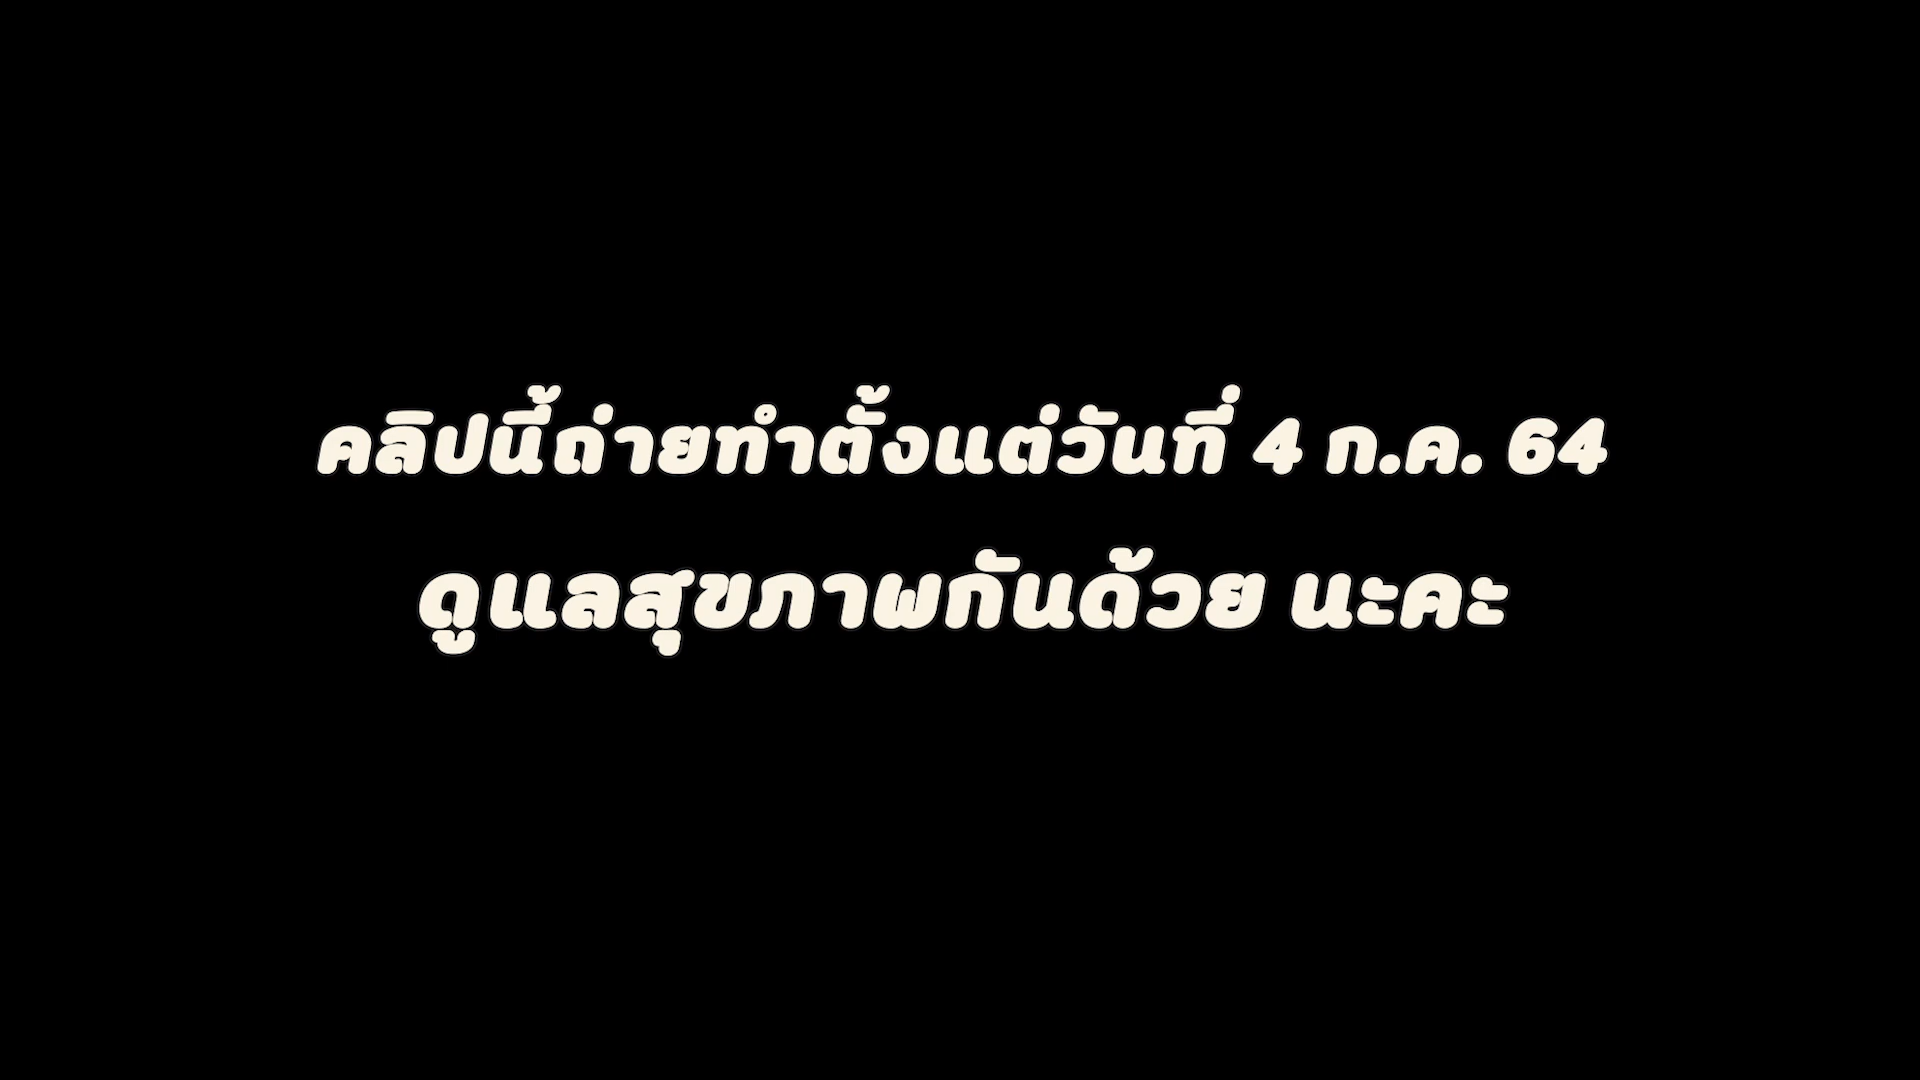 คลิปนี้ถ่ายทำตั้งแต่วันที่ 4 ก.ค. 64
ดูแลสุขภาพกันด้วย นะคะ